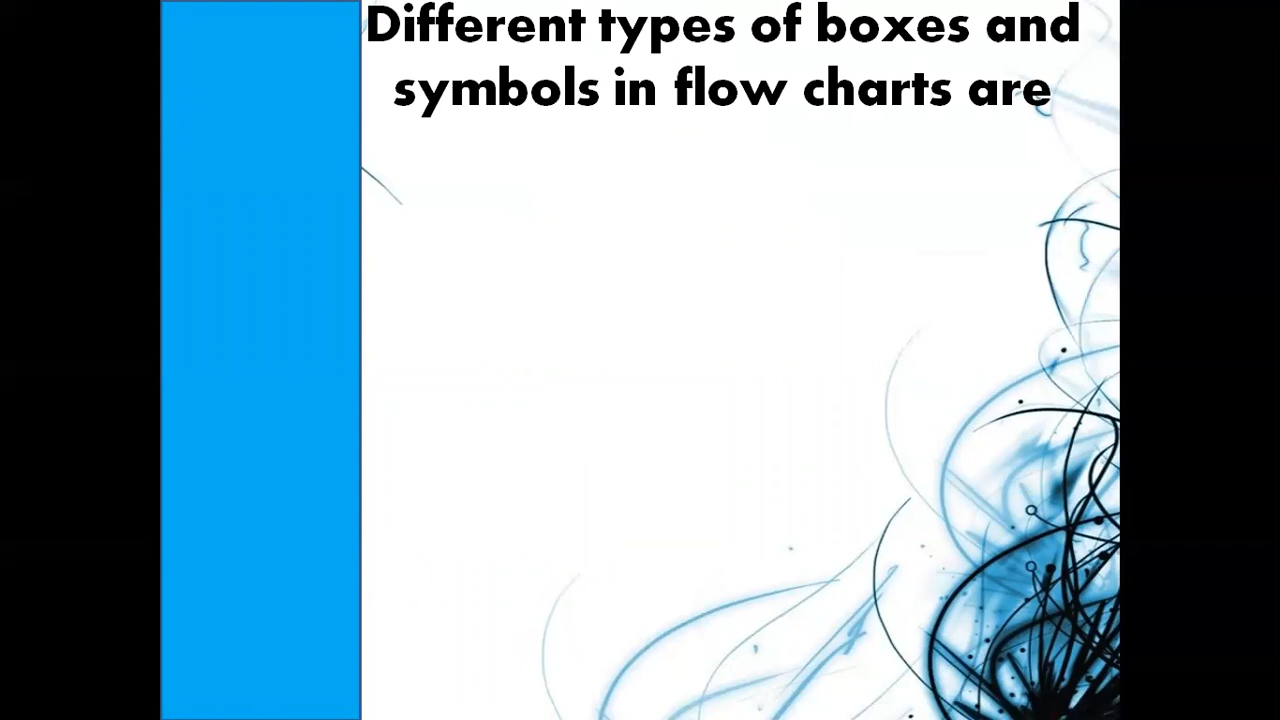 Different types of boxes and
symbols in flow charts are